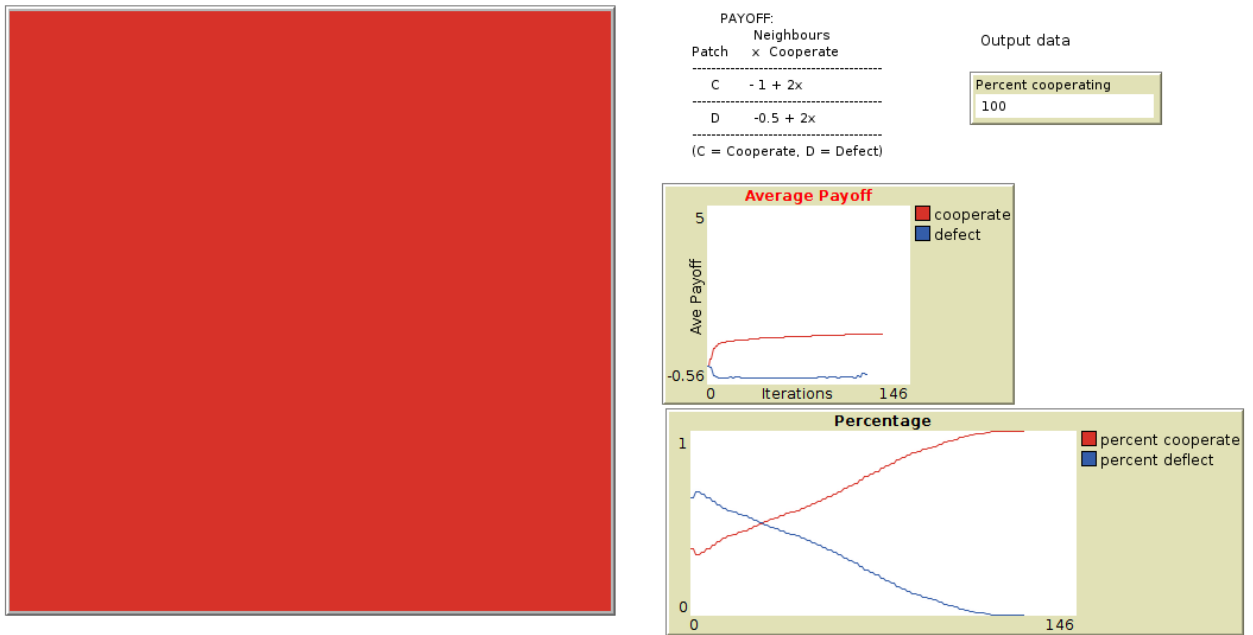 PAYOFF:
Neighbours
Patch x Cooperate
--------------------------------------
C - 1 + 2x
--------------------------------------
D -0.5 + 2x
--------------------------------------
(C = Cooperate, D = Defect)
Output data
Percent cooperating
100
Average Payoff
5
Ave Payoff
-0.56
0 Iterations 146
cooperate
defect
Percentage
1
0
0 146
percent cooperate
percent deflect